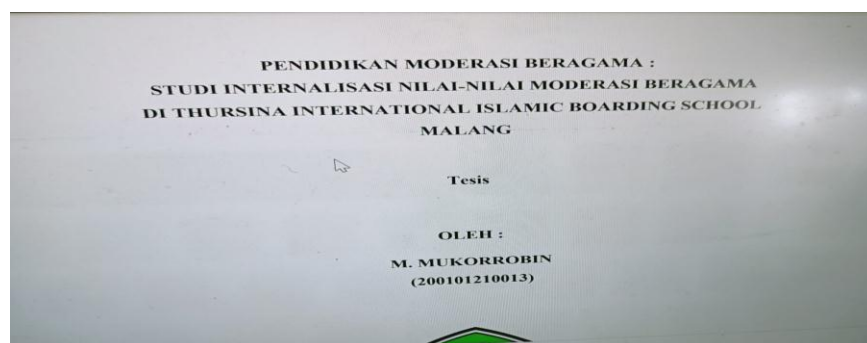 PENDIDIKAN MODERASI BERAGAMA :
STUDI INTERNALISASI NILAI-NILAI MODERASI BERAGAMA
DI THURSINA INTERNATIONAL ISLAMIC BOARDING SCHOOL
MALANG
Tesis
OLEH :
M. MUKORROBIN
(200101210013)